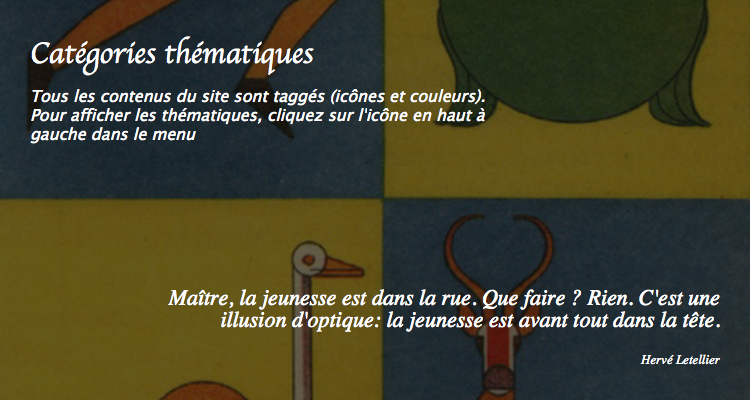 Catégories thématiques
Tous les contenus du site sont taggés (icônes et couleurs).
Pour afficher les thématiques, cliquez sur l'icône en haut à
gauche dans le menu
Maître, la jeunesse est dans la rue. Que faire ? Rien. C'est une
illusion d'optique: la jeunesse est avant tout dans la tête.
Hervé Letellier